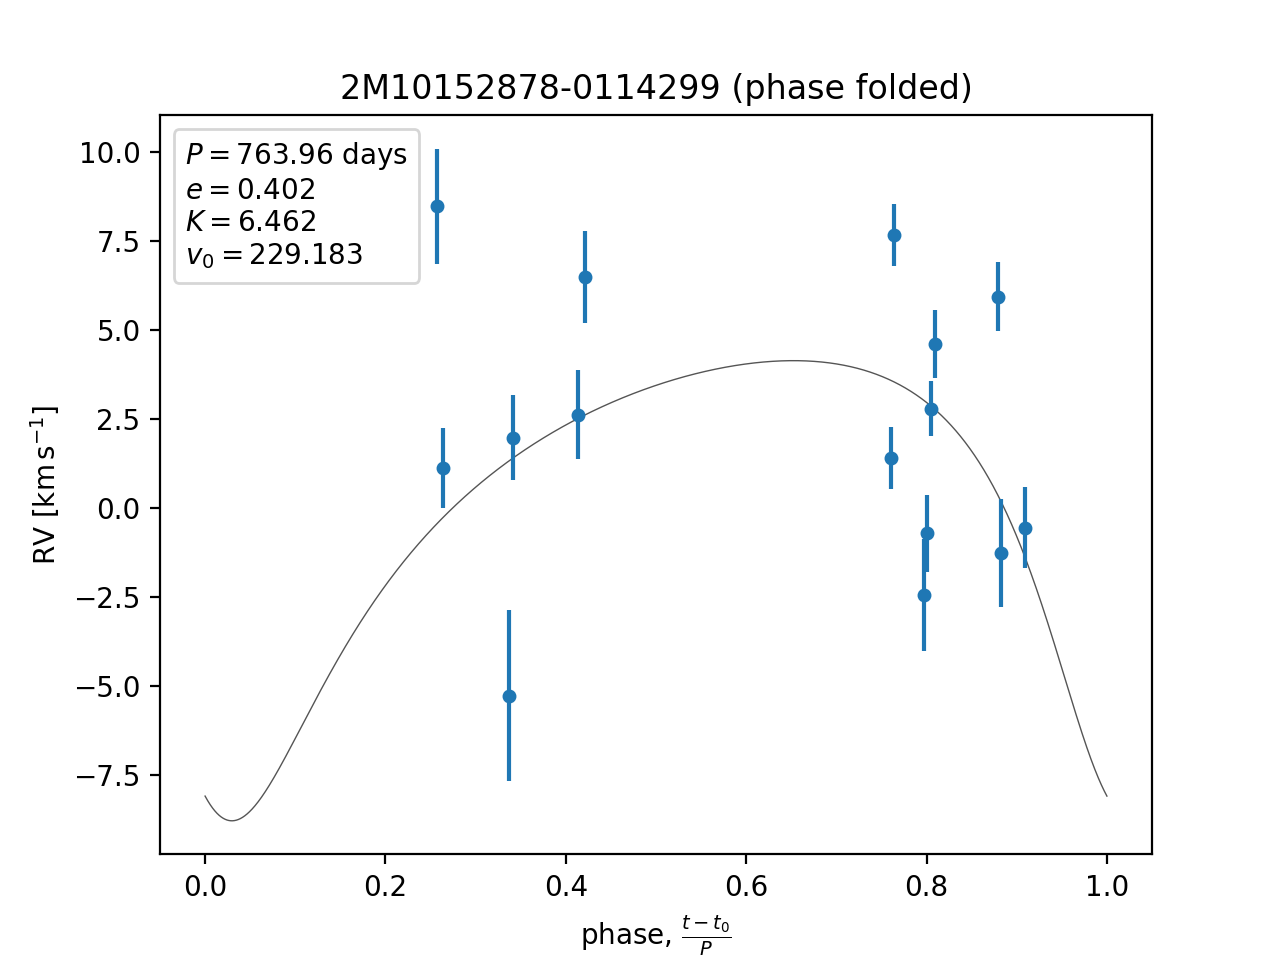 2M10152878-0114299 (phase folded)
P = 763.96 days
e = 0.402
K = 6.462
v₀ = 229.183
10.0
7.5
5.0
2.5
0.0
−2.5
−5.0
−7.5
RV [km s⁻¹]
0.0 0.2 0.4 0.6 0.8 1.0
phase, (t − t₀)/P